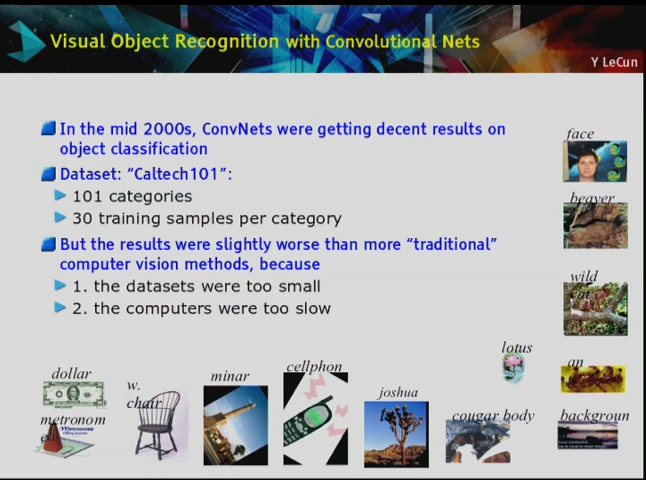 Visual Object Recognition with Convolutional Nets
Y LeCun
In the mid 2000s, ConvNets were getting decent results on
object classification
Dataset: "Caltech101":
101 categories
30 training samples per category
But the results were slightly worse than more "traditional"
computer vision methods, because
1. the datasets were too small
2. the computers were too slow
face
beaver
wild
lotus
an
dollar
w.
chair
minar
cellphon
joshua
metronom
cougar body
backgroun